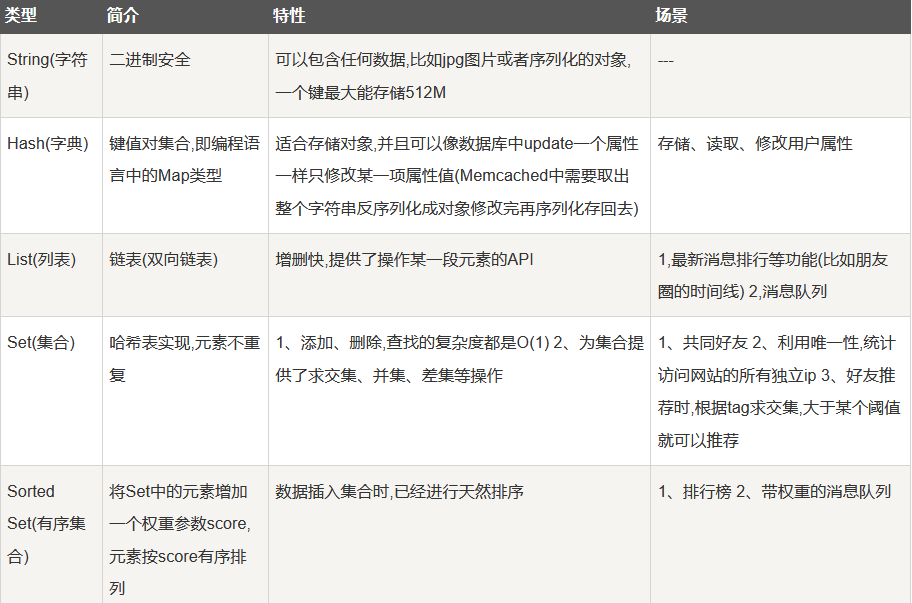 类型 简介 特性 场景
String(字符 二进制安全 可以包含任何数据,比如jpg图片或者序列化的对象, ---
串) 一个键最大能存储512M
Hash(字典) 键值对集合,即编程语 适合存储对象,并且可以像数据库中update一个属性 存储、读取、修改用户属性
言中的Map类型 一样只修改某一项属性值(Memcached中需要取出
整个字符串反序列化成对象修改完再序列化存回去)
List(列表) 链表(双向链表) 增删快,提供了操作某一段元素的API 1,最新消息排行等功能(比如朋友
圈的时间线) 2,消息队列
Set(集合) 哈希表实现,元素不重 1、添加、删除,查找的复杂度都是O(1) 2、为集合提 1、共同好友 2、利用唯一性,统计
复 供了求交集、并集、差集等操作 访问网站的所有独立ip 3、好友推
荐时,根据tag求交集,大于某个阈值
就可以推荐
Sorted 将Set中的元素增加 数据插入集合时,已经进行天然排序 1、排行榜 2、带权重的消息队列
Set(有序集 一个权重参数score,
合) 元素按score有序排
列